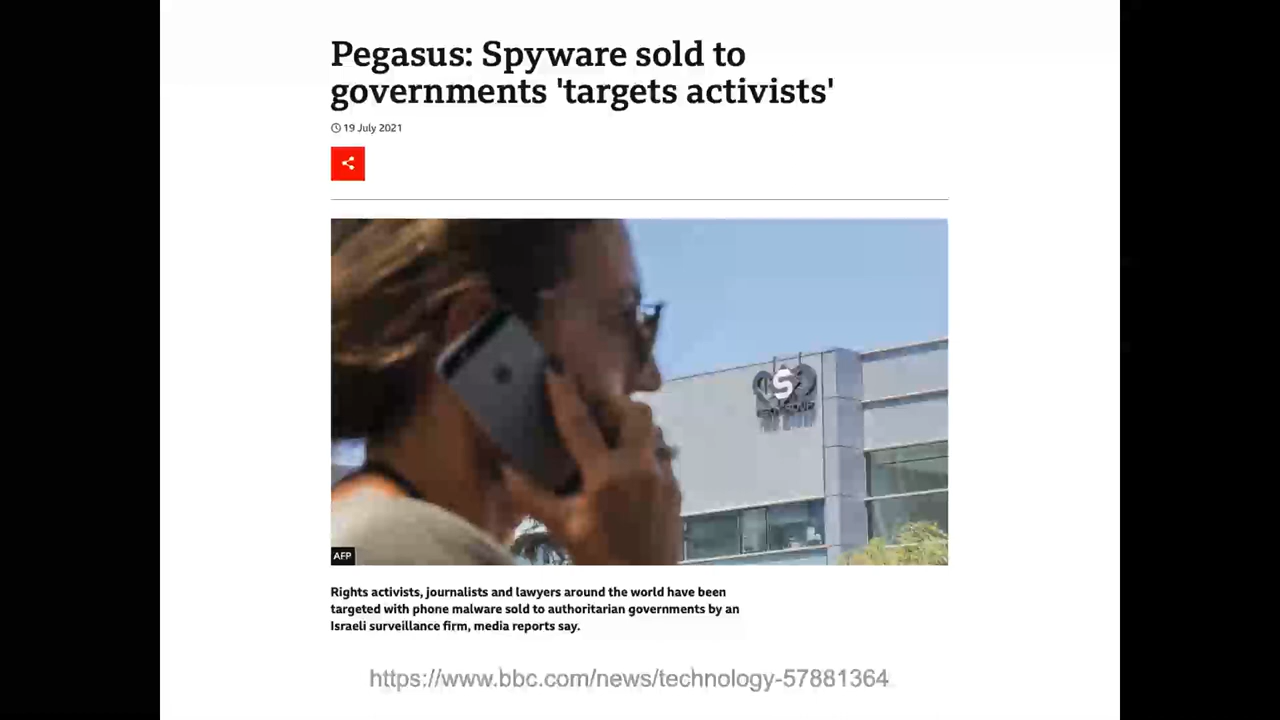 Pegasus: Spyware sold to
governments 'targets activists'
19 July 2021
AFP
Rights activists, journalists and lawyers around the world have been
targeted with phone malware sold to authoritarian governments by an
Israeli surveillance firm, media reports say.
https://www.bbc.com/news/technology-57881364